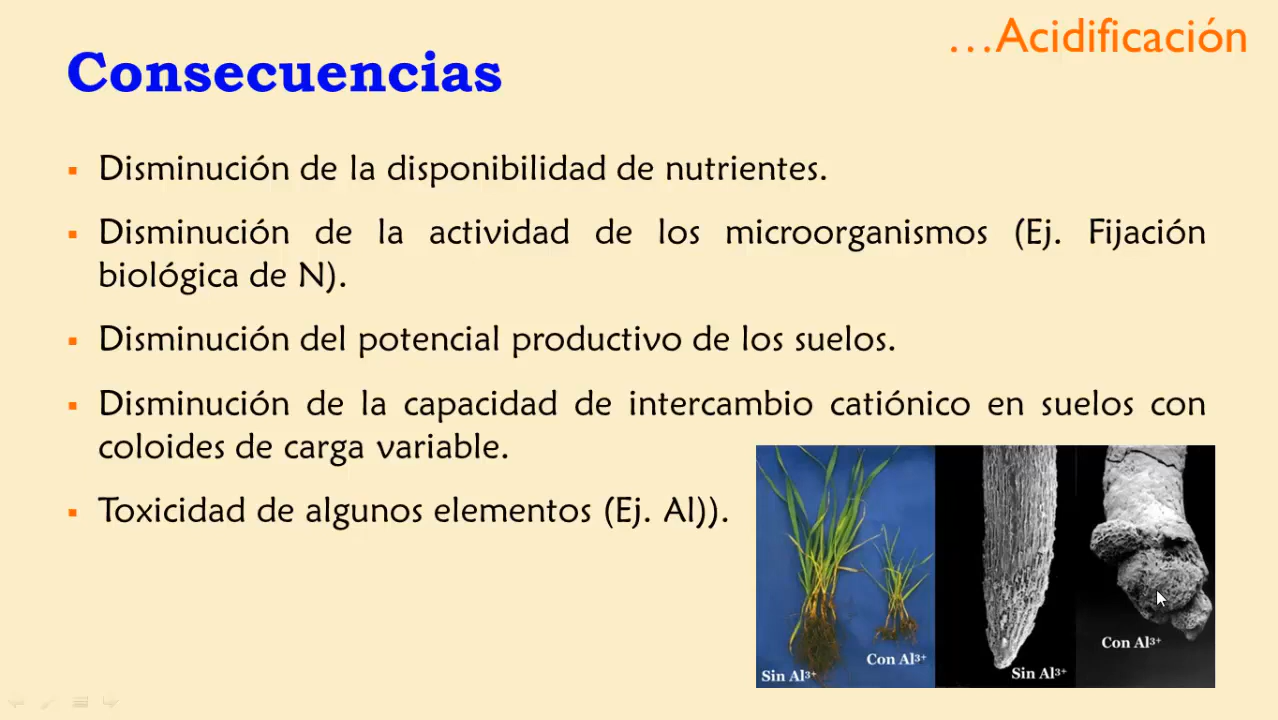 …Acidificación
Consecuencias
▪ Disminución de la disponibilidad de nutrientes.
▪ Disminución de la actividad de los microorganismos (Ej. Fijación
biológica de N).
▪ Disminución del potencial productivo de los suelos.
▪ Disminución de la capacidad de intercambio catiónico en suelos con
coloides de carga variable.
▪ Toxicidad de algunos elementos (Ej. Al)).
Sin Al³⁺
Con Al³⁺
Sin Al³⁺
Con Al³⁺